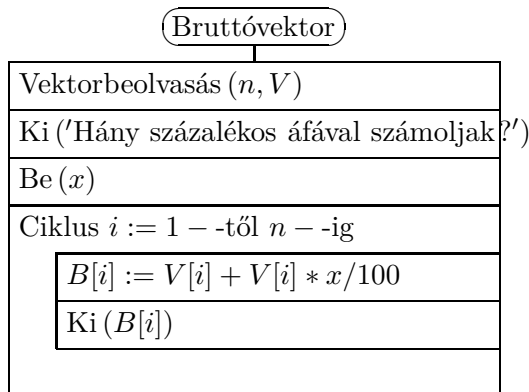 Bruttóvektor
Vektorbeolvasás (n, V)
Ki ('Hány százalékos áfával számoljak?')
Be (x)
Ciklus i := 1 − -től n − -ig
B[i] := V[i] + V[i] ∗ x/100
Ki (B[i])